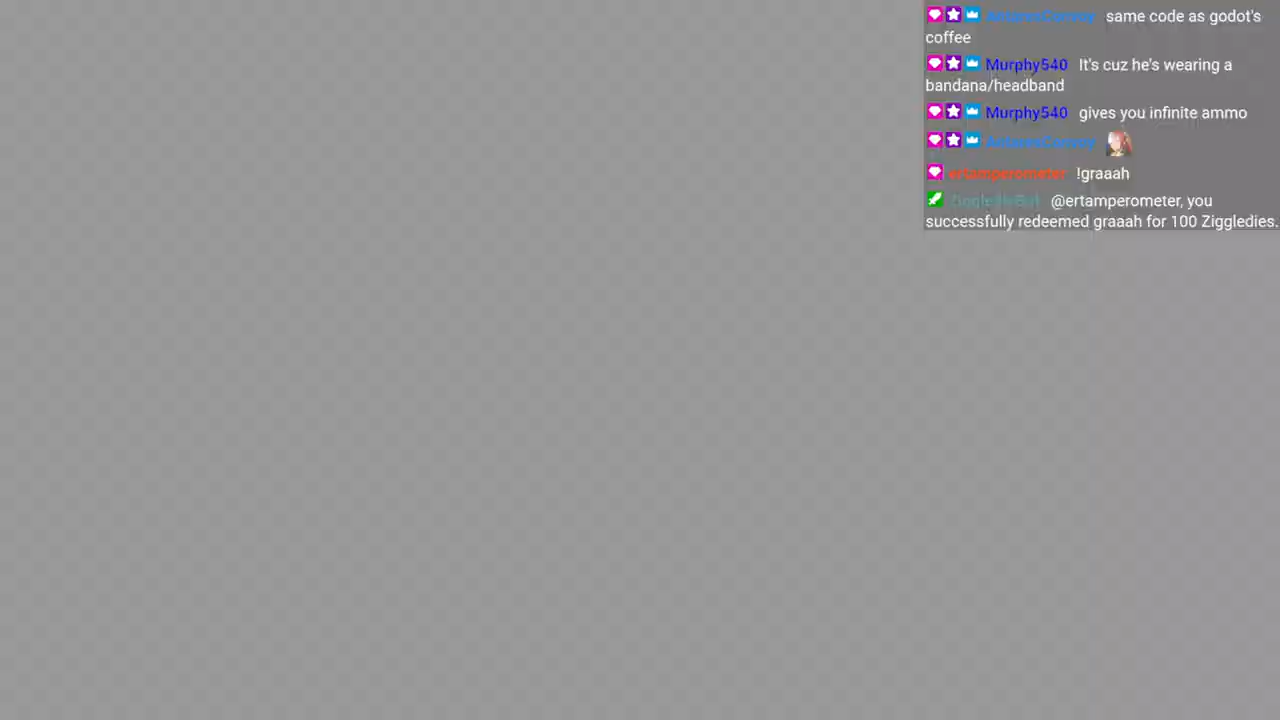 same code as godot's
coffee
Murphy540 It's cuz he's wearing a
bandana/headband
Murphy540 gives you infinite ammo
ertamperometer !graaah
@ertamperometer, you
successfully redeemed graaah for 100 Ziggledies.